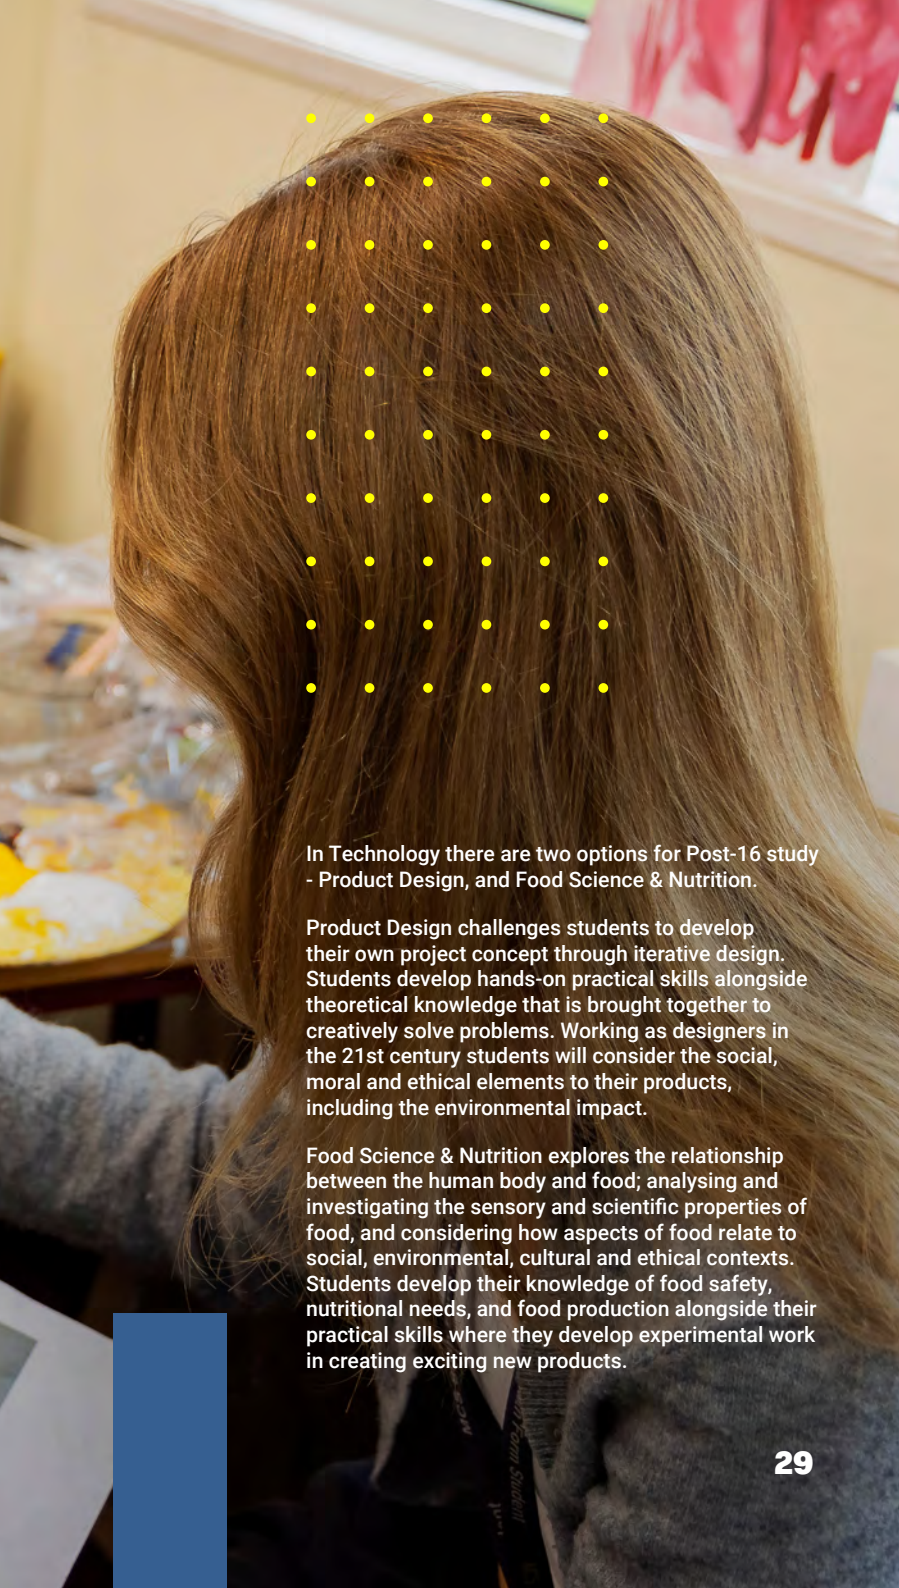 In Technology there are two options for Post-16 study
- Product Design, and Food Science & Nutrition.
Product Design challenges students to develop
their own project concept through iterative design.
Students develop hands-on practical skills alongside
theoretical knowledge that is brought together to
creatively solve problems. Working as designers in
the 21st century students will consider the social,
moral and ethical elements to their products,
including the environmental impact.
Food Science & Nutrition explores the relationship
between the human body and food; analysing and
investigating the sensory and scientific properties of
food, and considering how aspects of food relate to
social, environmental, cultural and ethical contexts.
Students develop their knowledge of food safety,
nutritional needs, and food production alongside their
practical skills where they develop experimental work
in creating exciting new products.
Student
29